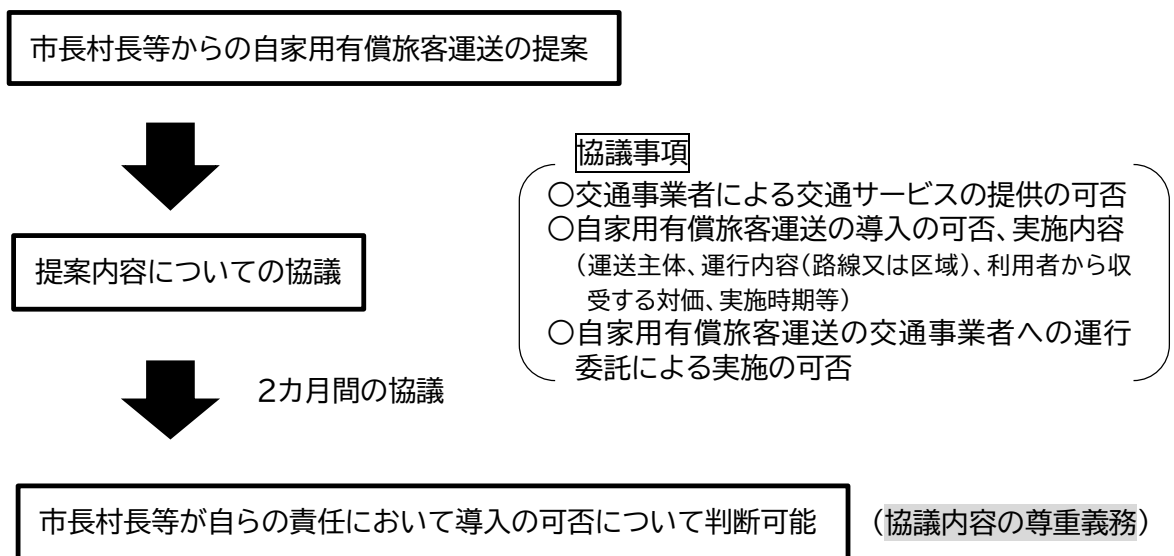 市長村長等からの自家用有償旅客運送の提案
協議事項
〇交通事業者による交通サービスの提供の可否
〇自家用有償旅客運送の導入の可否、実施内容
(運送主体、運行内容(路線又は区域)、利用者から収
受する対価、実施時期等)
〇自家用有償旅客運送の交通事業者への運行
委託による実施の可否
提案内容についての協議
2カ月間の協議
市長村長等が自らの責任において導入の可否について判断可能
(協議内容の尊重義務)